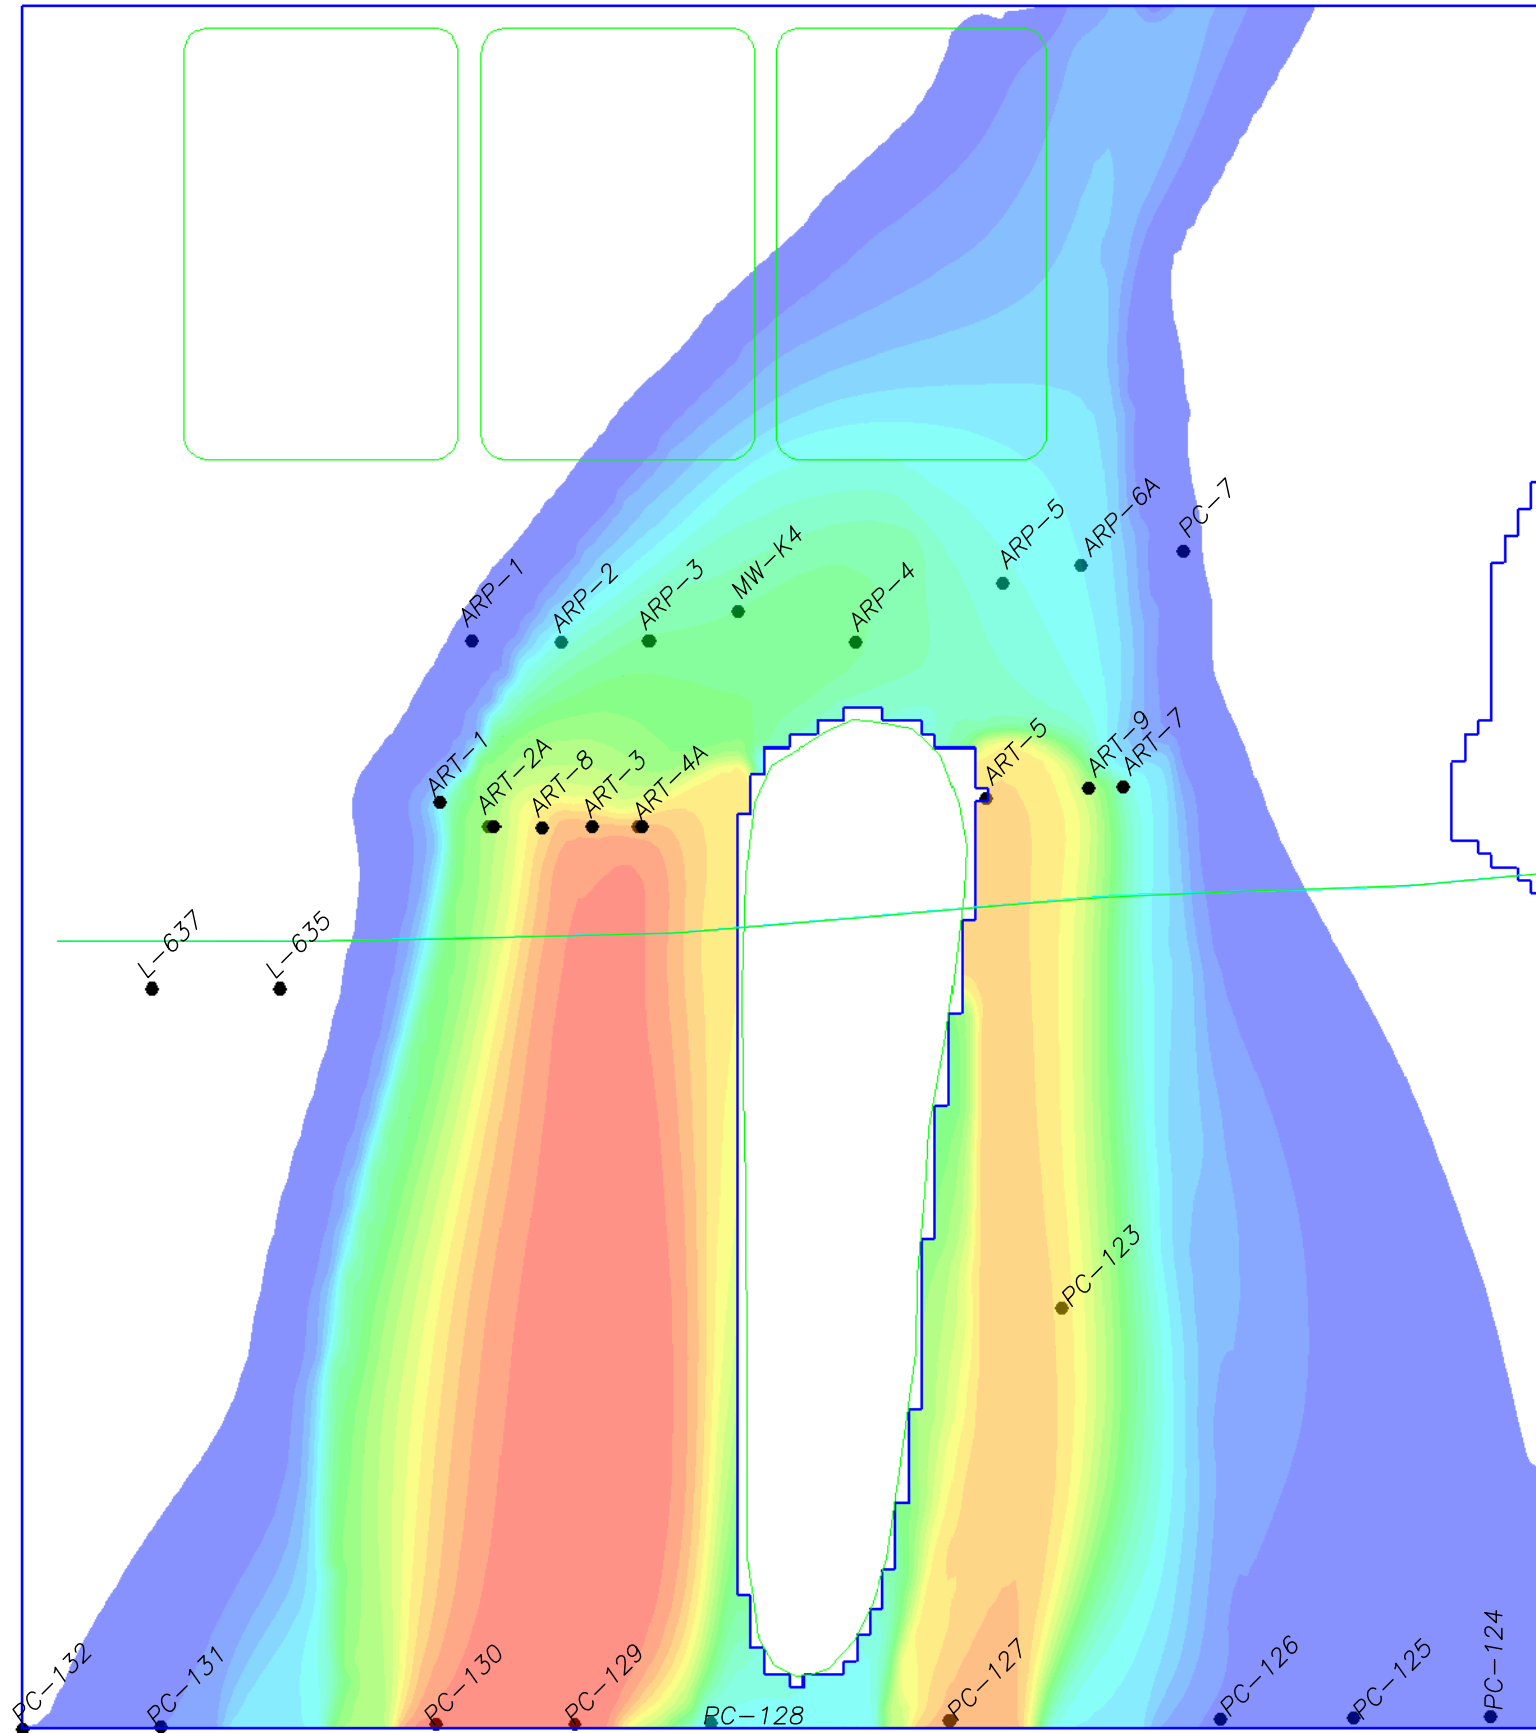 ARP-1
ARP-2
ARP-3
MW-K4
ARP-4
ARP-5
ARP-6A
PC-7
ART-1
ART-2A
ART-8
ART-3
ART-4A
ART-5
ART-9
ART-7
L-637
L-635
PC-123
PC-132
PC-131
PC-130
PC-129
PC-128
PC-127
PC-126
PC-125
PC-124